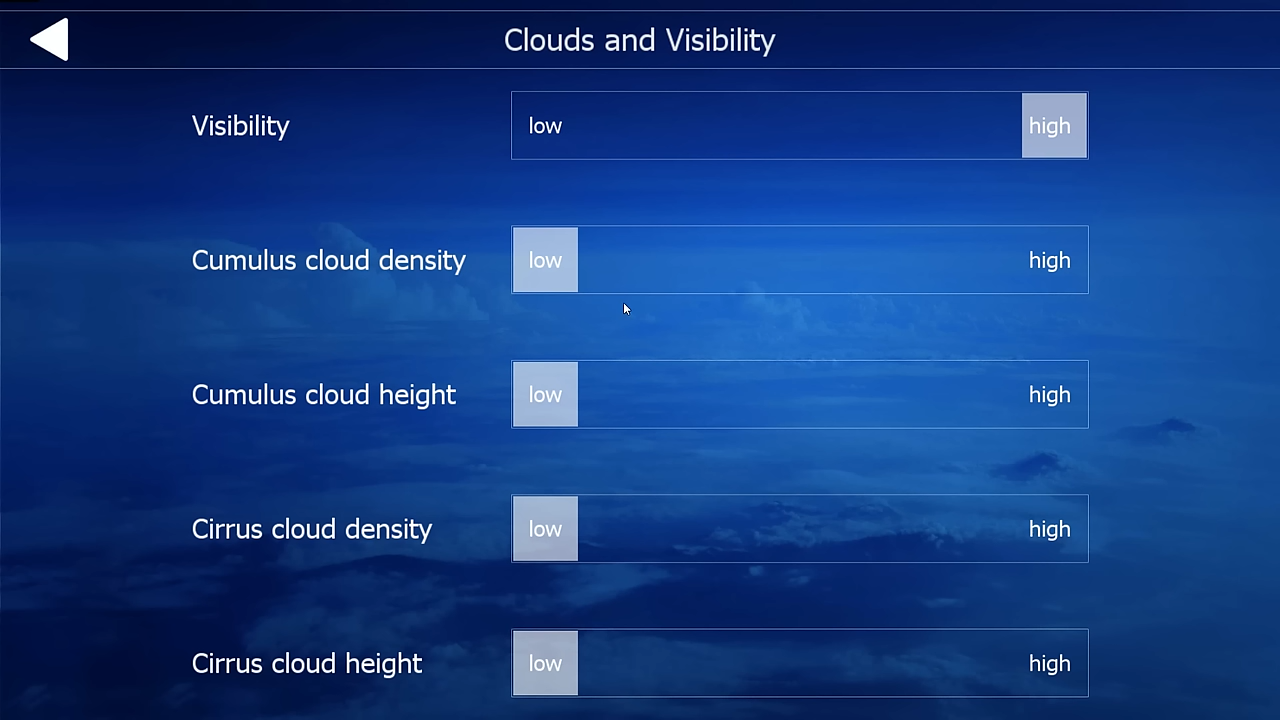 Clouds and Visibility
Visibility low high
Cumulus cloud density low high
Cumulus cloud height low high
Cirrus cloud density low high
Cirrus cloud height low high